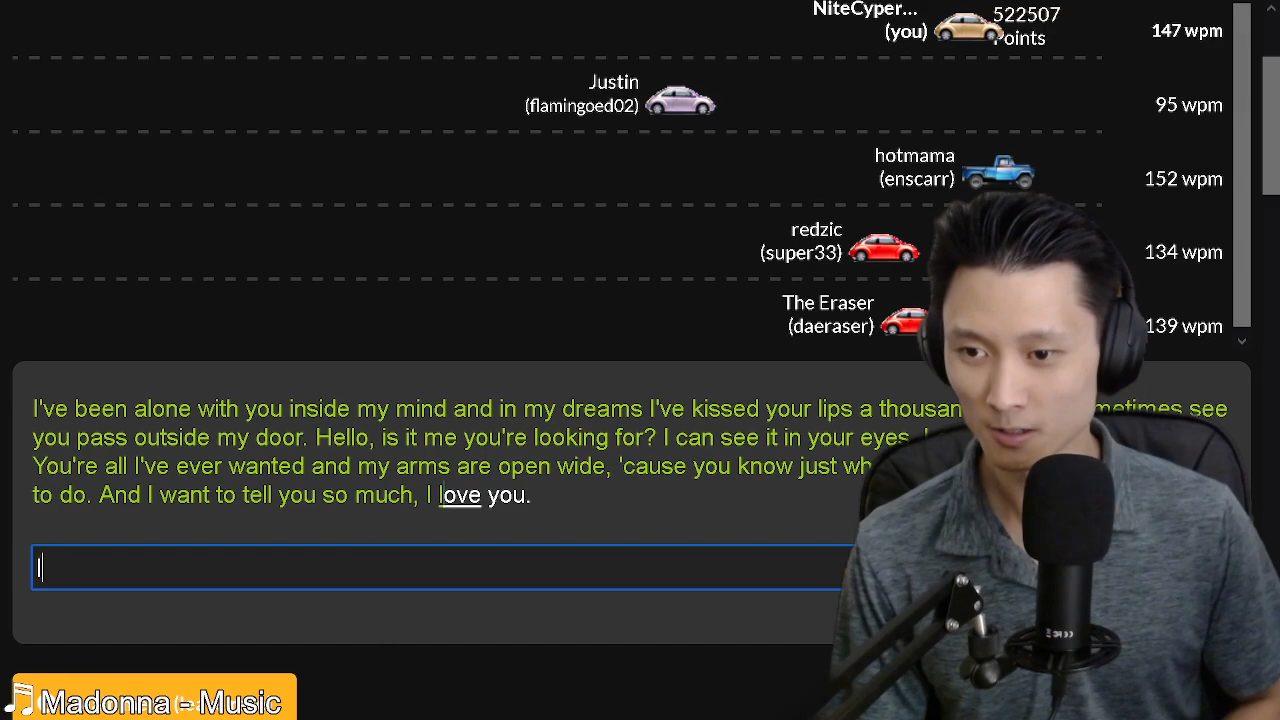 NiteCyper...
(you)
522507
Points
147 wpm
Justin
(flamingoed02)
95 wpm
hotmama
(enscarr)
152 wpm
redzic
(super33)
134 wpm
The Eraser
(daeraser)
139 wpm
I've been alone with you inside my mind and in my dreams I've kissed your lips a thousan metimes see
you pass outside my door. Hello, is it me you're looking for? I can see it in your eyes,
You're all I've ever wanted and my arms are open wide, 'cause you know just wh
to do. And I want to tell you so much, I love you.
l
Madonna - Music